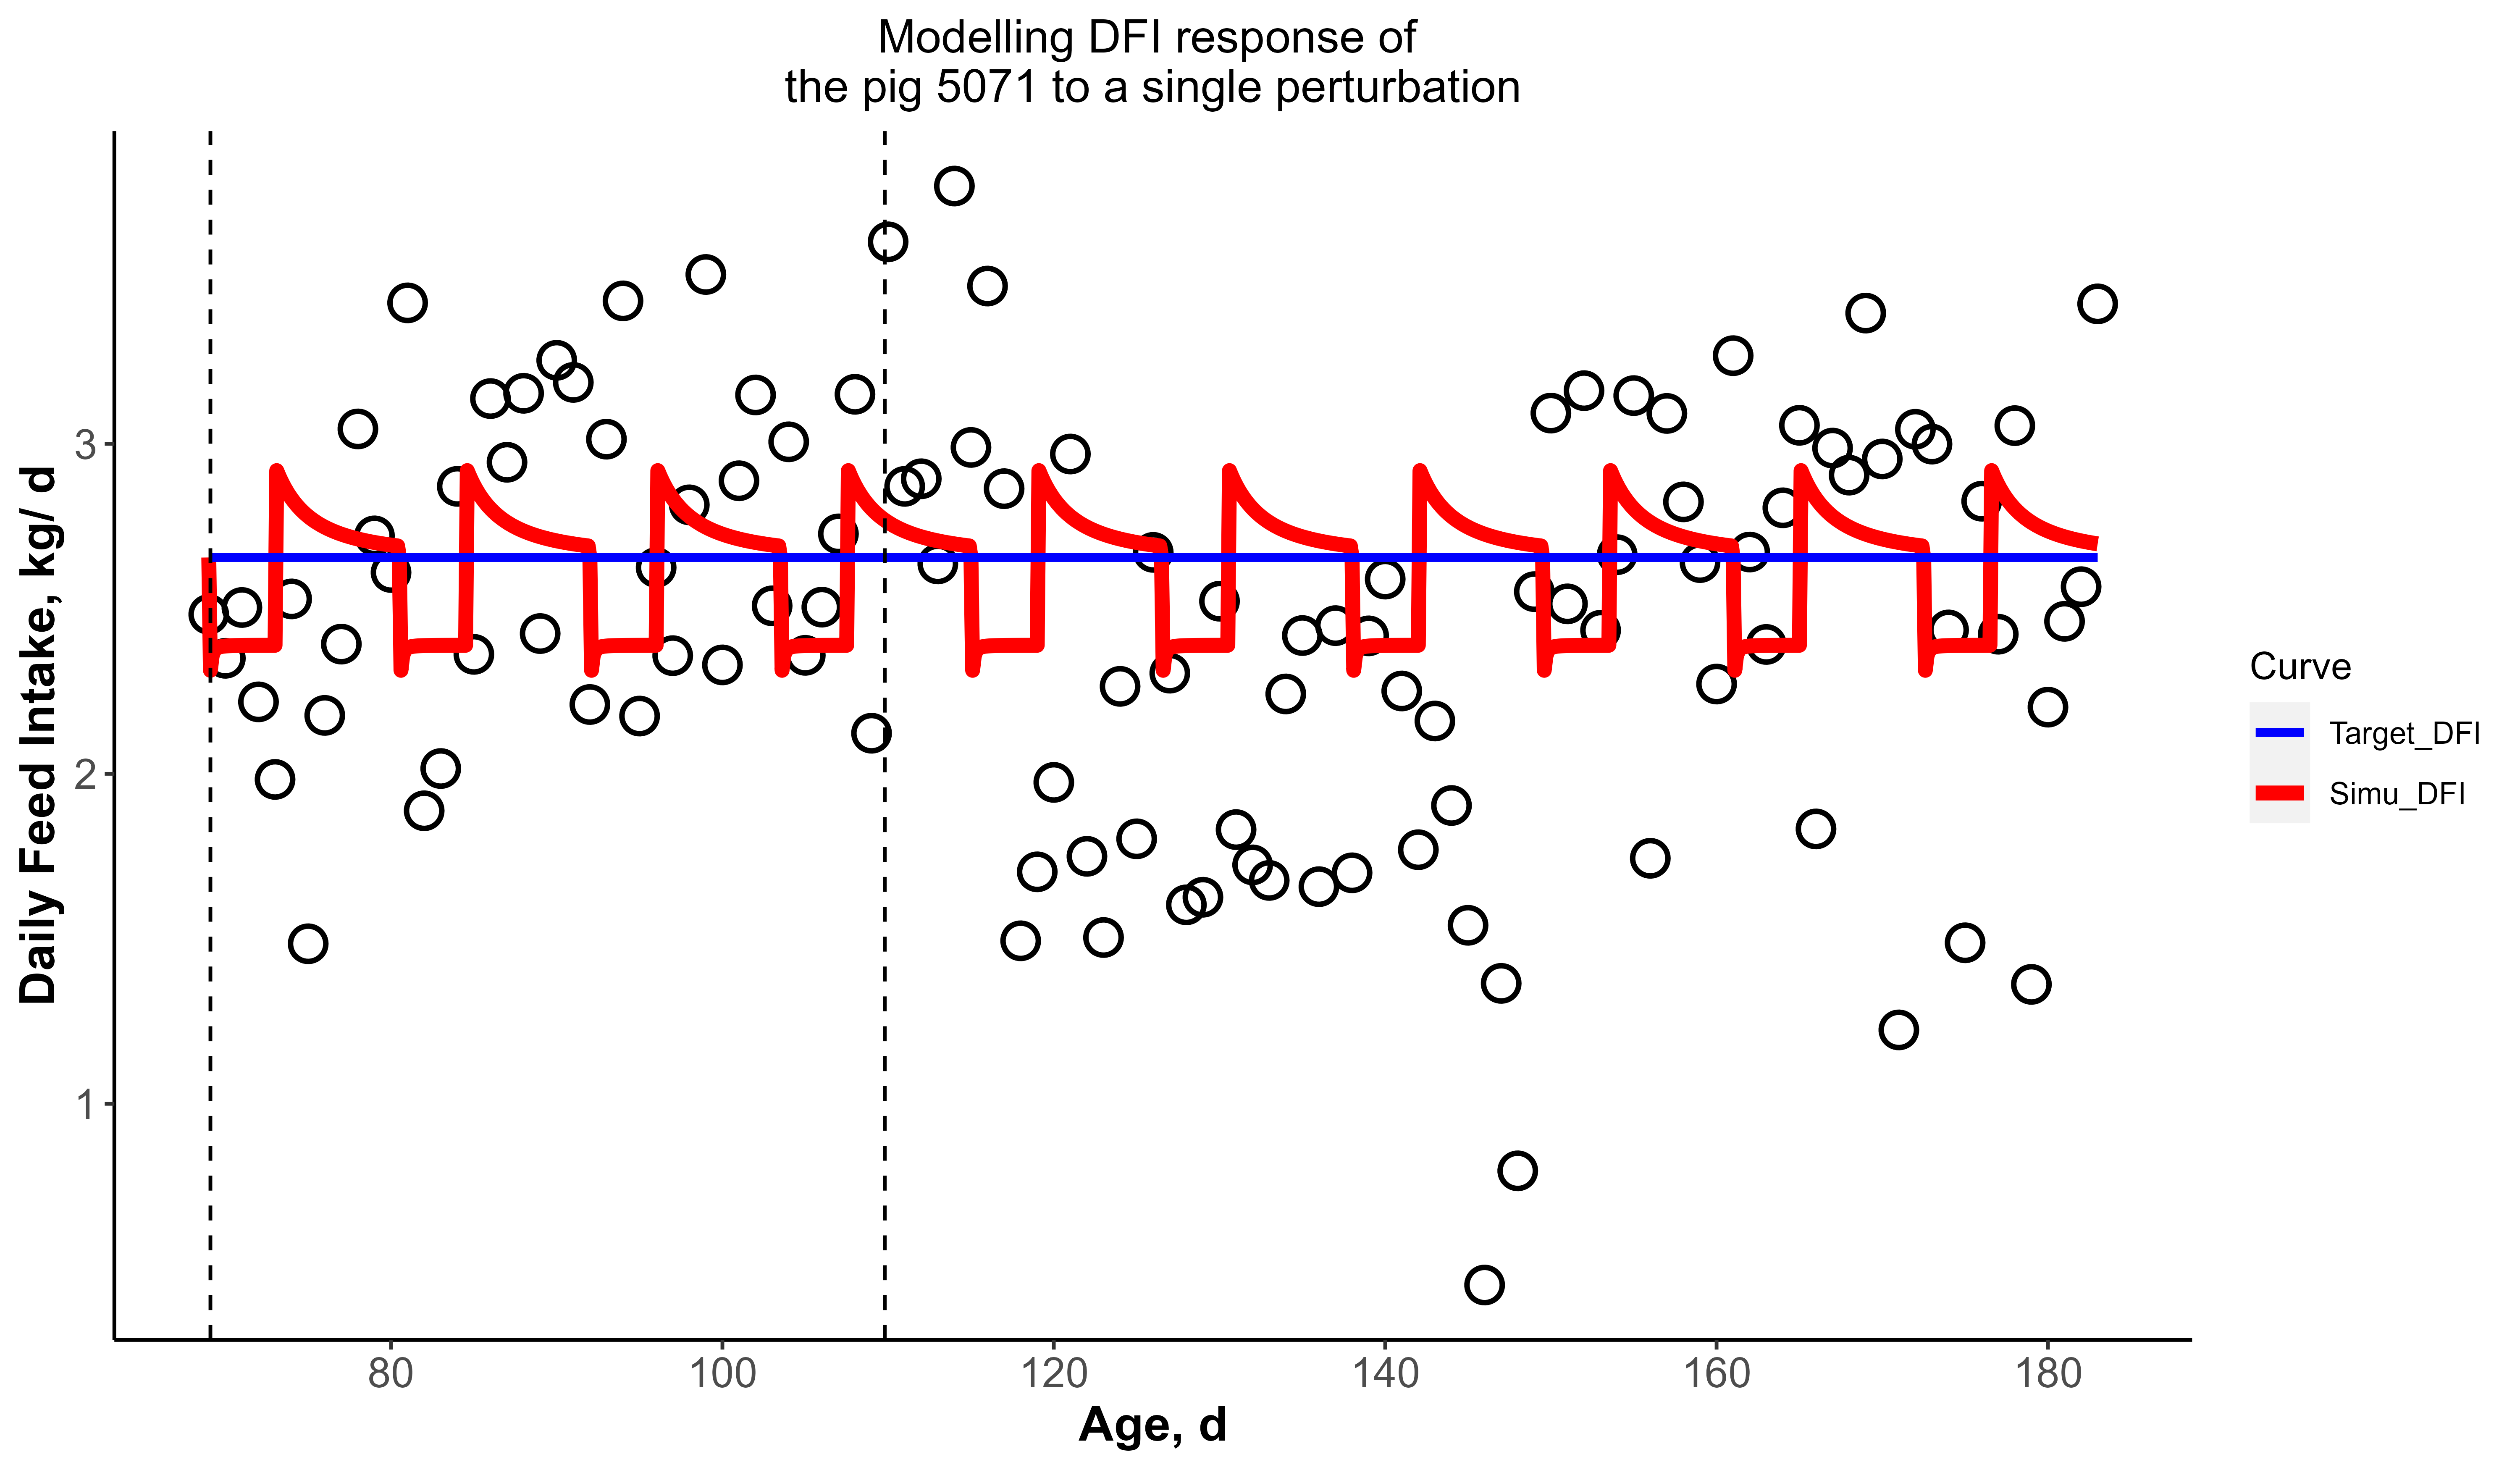 Modelling DFI response of
the pig 5071 to a single perturbation
Daily Feed Intake, kg/ d
3
2
1
80
100
120
140
160
180
Age, d
Curve
Target_DFI
Simu_DFI